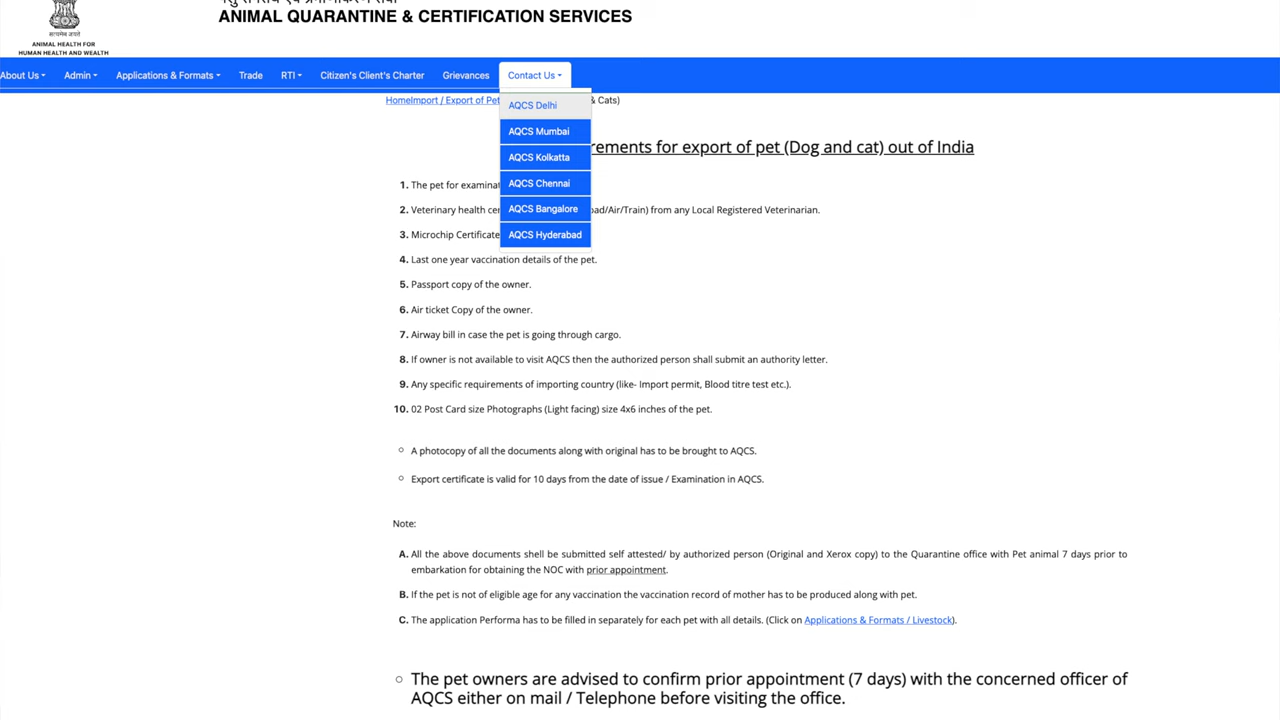 ANIMAL QUARANTINE & CERTIFICATION SERVICES
सत्यमेव जयते
ANIMAL HEALTH FOR
HUMAN HEALTH AND WEALTH
About Us
Admin
Applications & Formats
Trade
RTI
Citizen's Client's Charter
Grievances
Contact Us
AQCS Delhi
AQCS Mumbai
AQCS Kolkatta
AQCS Chennai
AQCS Bangalore
AQCS Hyderabad
HomeImport / Export of Pet & Cats)
rements for export of pet (Dog and cat) out of India
1. The pet for examinat
2. Veterinary health cer oad/Air/Train) from any Local Registered Veterinarian.
3. Microchip Certificate
4. Last one year vaccination details of the pet.
5. Passport copy of the owner.
6. Air ticket Copy of the owner.
7. Airway bill in case the pet is going through cargo.
8. If owner is not available to visit AQCS then the authorized person shall submit an authority letter.
9. Any specific requirements of importing country (like- Import permit, Blood titre test etc.).
10. 02 Post Card size Photographs (Light facing) size 4x6 inches of the pet.
A photocopy of all the documents along with original has to be brought to AQCS.
Export certificate is valid for 10 days from the date of issue / Examination in AQCS.
Note:
A. All the above documents shell be submitted self attested/ by authorized person (Original and Xerox copy) to the Quarantine office with Pet animal 7 days prior to
embarkation for obtaining the NOC with prior appointment.
B. If the pet is not of eligible age for any vaccination the vaccination record of mother has to be produced along with pet.
C. The application Performa has to be filled in separately for each pet with all details. (Click on Applications & Formats / Livestock).
The pet owners are advised to confirm prior appointment (7 days) with the concerned officer of
AQCS either on mail / Telephone before visiting the office.